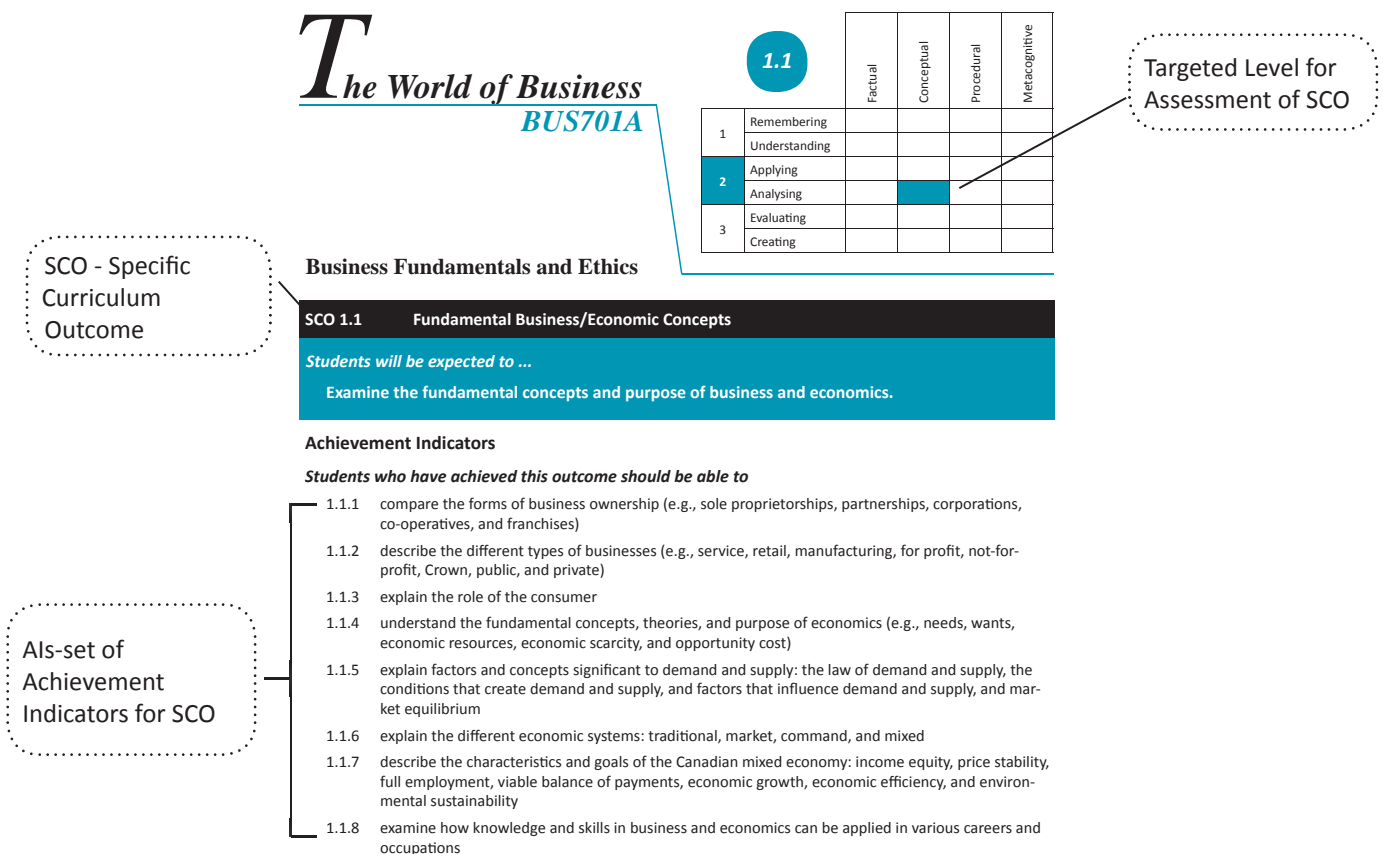 The World of Business
BUS701A
1.1
Factual
Conceptual
Procedural
Metacognitive
1
Remembering
Understanding
2
Applying
Analysing
3
Evaluating
Creating
Targeted Level for
Assessment of SCO
SCO - Specific
Curriculum
Outcome
Business Fundamentals and Ethics
SCO 1.1 Fundamental Business/Economic Concepts
Students will be expected to ...
Examine the fundamental concepts and purpose of business and economics.
Achievement Indicators
Students who have achieved this outcome should be able to
AIs-set of
Achievement
Indicators for SCO
1.1.1 compare the forms of business ownership (e.g., sole proprietorships, partnerships, corporations,
co-operatives, and franchises)
1.1.2 describe the different types of businesses (e.g., service, retail, manufacturing, for profit, not-for-
profit, Crown, public, and private)
1.1.3 explain the role of the consumer
1.1.4 understand the fundamental concepts, theories, and purpose of economics (e.g., needs, wants,
economic resources, economic scarcity, and opportunity cost)
1.1.5 explain factors and concepts significant to demand and supply: the law of demand and supply, the
conditions that create demand and supply, and factors that influence demand and supply, and mar-
ket equilibrium
1.1.6 explain the different economic systems: traditional, market, command, and mixed
1.1.7 describe the characteristics and goals of the Canadian mixed economy: income equity, price stability,
full employment, viable balance of payments, economic growth, economic efficiency, and environ-
mental sustainability
1.1.8 examine how knowledge and skills in business and economics can be applied in various careers and
occupations